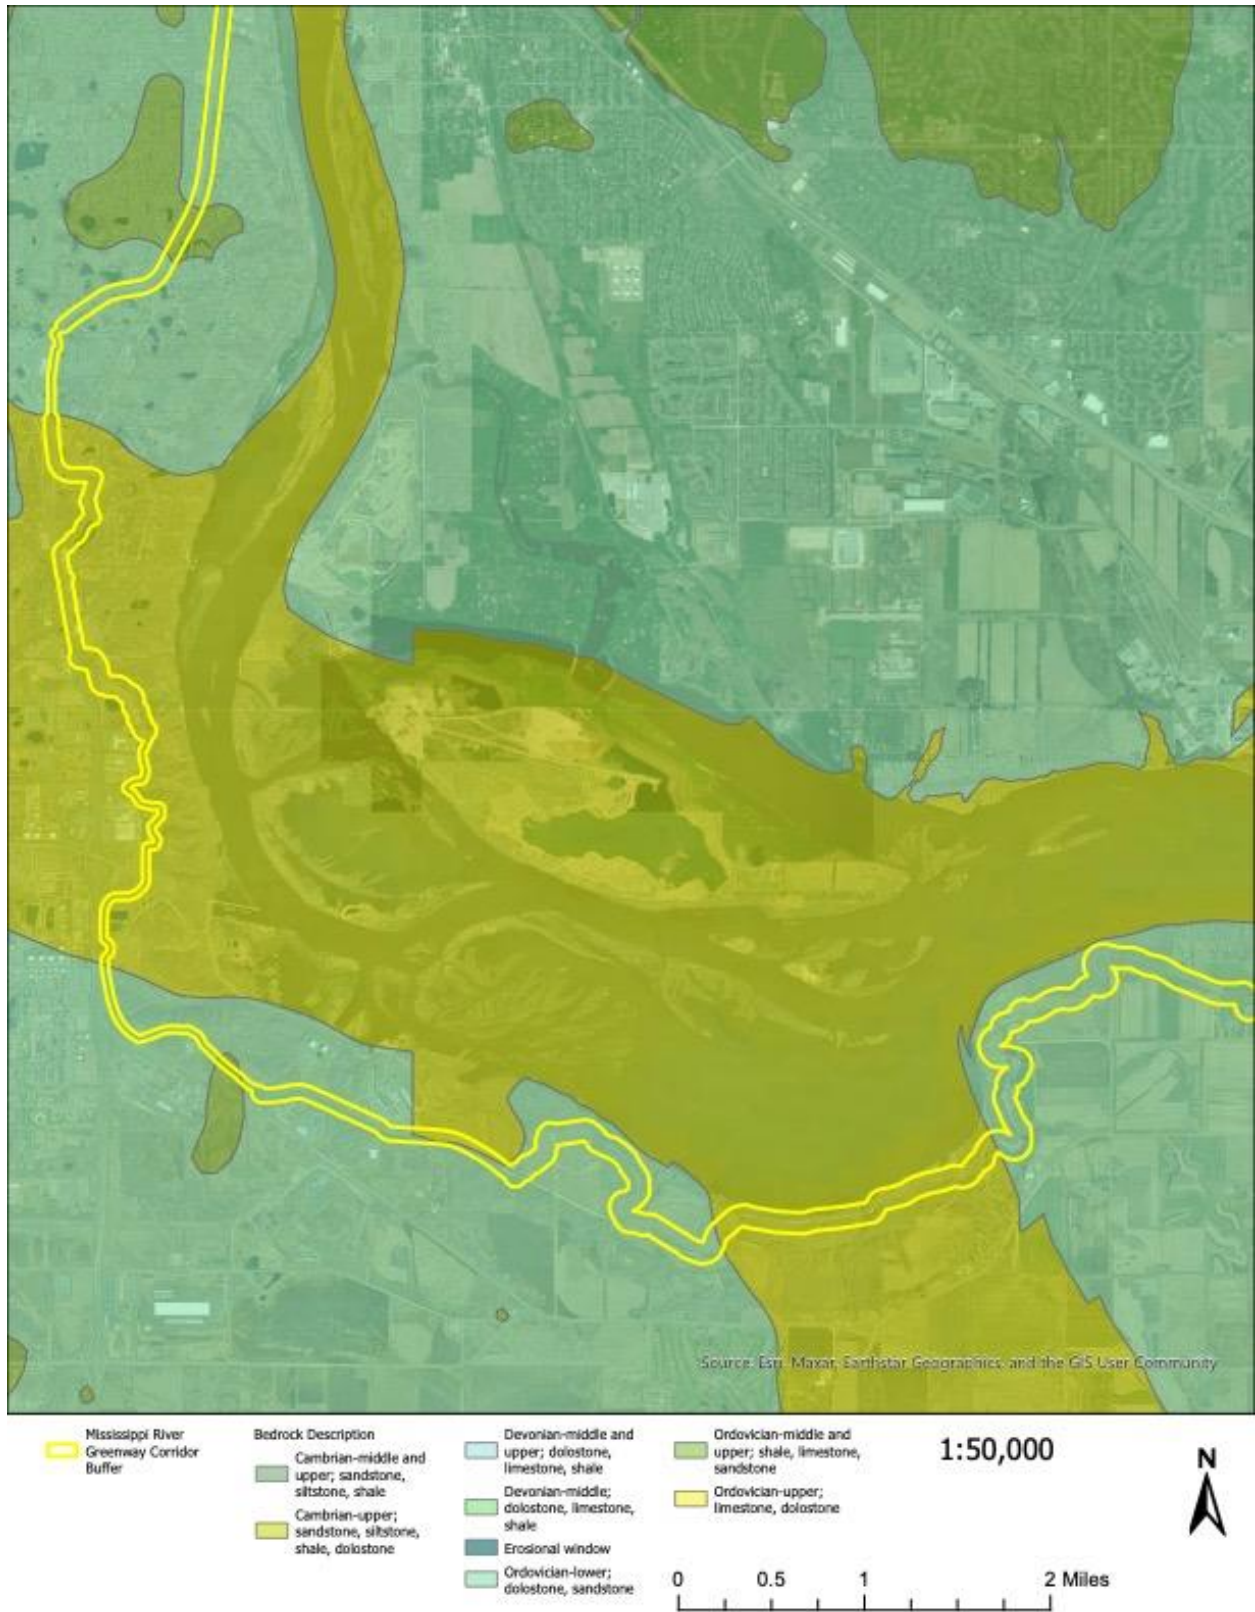 Source: Esri, Maxar, Earthstar Geographics, and the GIS User Community
Mississippi River
Greenway Corridor
Buffer
Bedrock Description
Cambrian-middle and
upper; sandstone,
siltstone, shale
Cambrian-upper;
sandstone, siltstone,
shale, dolostone
Devonian-middle and
upper; dolostone,
limestone, shale
Devonian-middle;
dolostone, limestone,
shale
Erosional window
Ordovician-lower;
dolostone, sandstone
Ordovician-middle and
upper; shale, limestone,
sandstone
Ordovician-upper;
limestone, dolostone
1:50,000
N
0 0.5 1 2 Miles